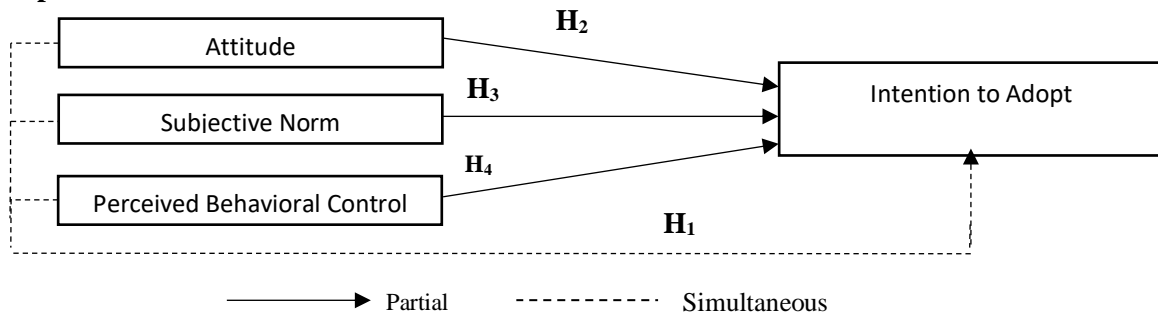 H2
Attitude
H3
Intention to Adopt
Subjective Norm
H4
Perceived Behavioral Control
H1
Partial
Simultaneous